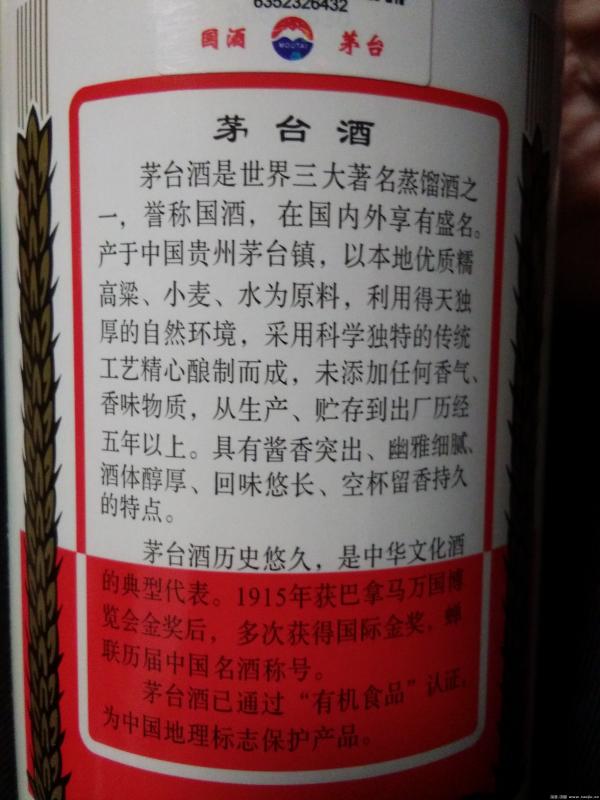 6352326432
国酒 MOUTAI 茅台
茅台酒
茅台酒是世界三大著名蒸馏酒之
一，誉称国酒，在国内外享有盛名。
产于中国贵州茅台镇，以本地优质糯
高粱、小麦、水为原料，利用得天独
厚的自然环境，采用科学独特的传统
工艺精心酿制而成，未添加任何香气、
香味物质，从生产、贮存到出厂历经
五年以上。具有酱香突出、幽雅细腻、
酒体醇厚、回味悠长、空杯留香持久
的特点。
茅台酒历史悠久，是中华文化酒
的典型代表。1915年获巴拿马万国博
览会金奖后，多次获得国际金奖，蝉
联历届中国名酒称号。
茅台酒已通过“有机食品”认证，
为中国地理标志保护产品。